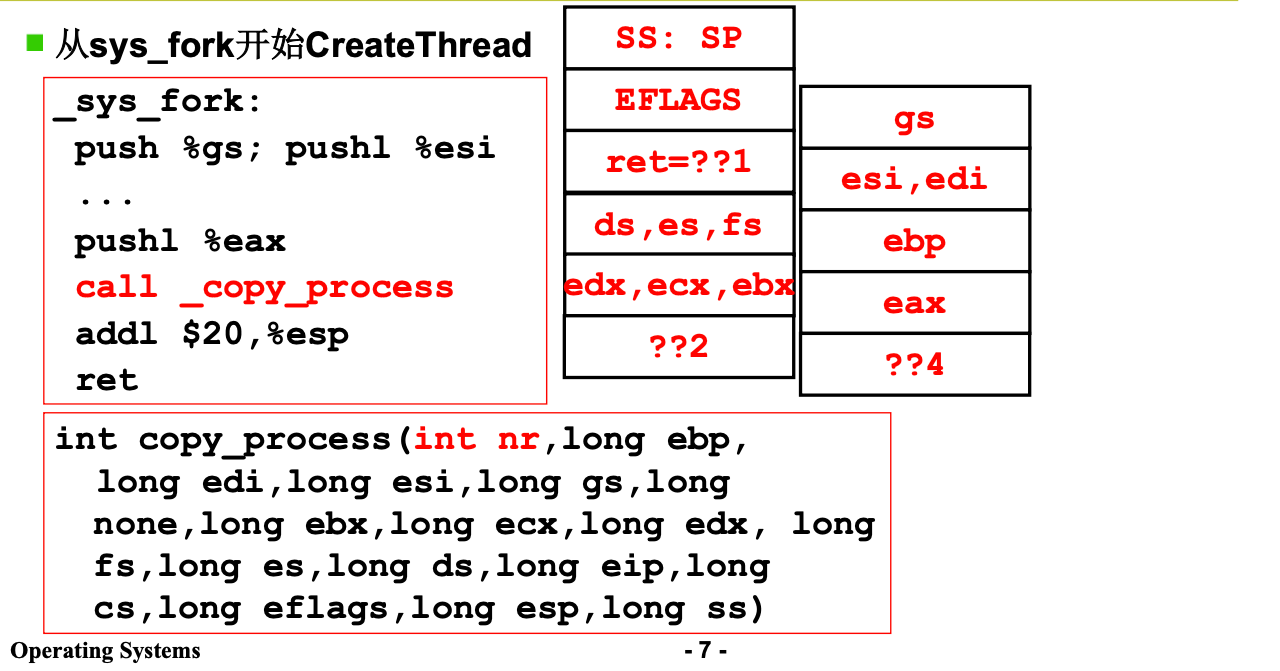 从sys_fork开始CreateThread
_sys_fork:
push %gs; pushl %esi
...
pushl %eax
call _copy_process
addl $20,%esp
ret
SS: SP
EFLAGS
ret=??1
ds,es,fs
edx,ecx,ebx
??2
gs
esi,edi
ebp
eax
??4
int copy_process(int nr,long ebp,
long edi,long esi,long gs,long
none,long ebx,long ecx,long edx, long
fs,long es,long ds,long eip,long
cs,long eflags,long esp,long ss)
Operating Systems
- 7 -